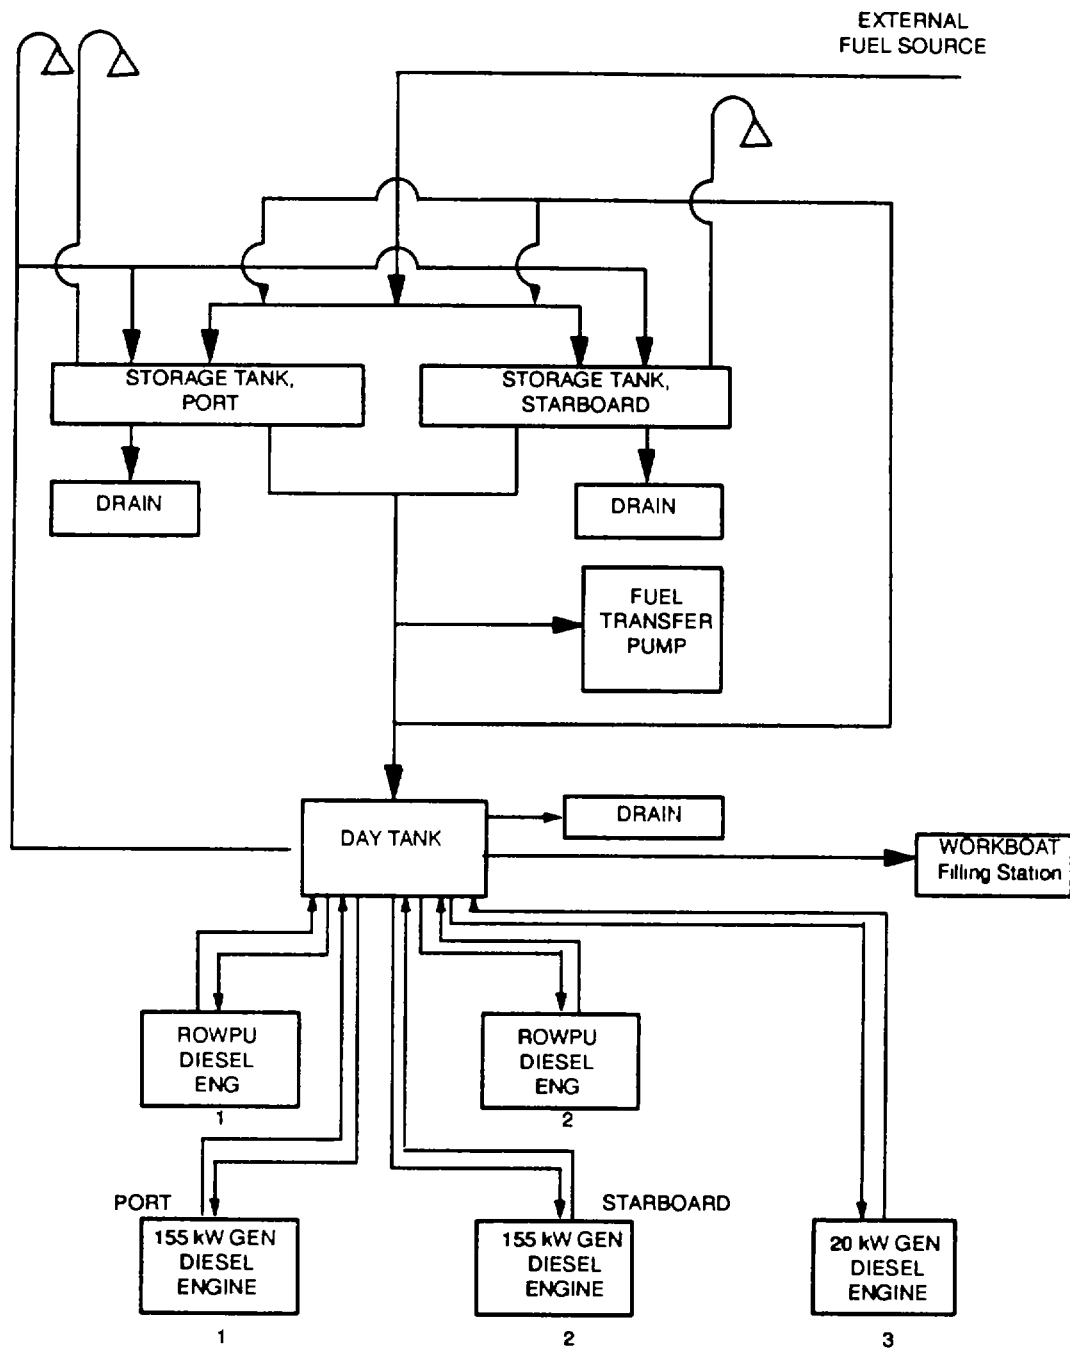 EXTERNAL
FUEL SOURCE
STORAGE TANK,
PORT
STORAGE TANK,
STARBOARD
DRAIN
DRAIN
FUEL
TRANSFER
PUMP
DAY TANK
DRAIN
WORKBOAT
Filling Station
ROWPU
DIESEL
ENG
1
ROWPU
DIESEL
ENG
2
PORT
155 kW GEN
DIESEL
ENGINE
1
STARBOARD
155 kW GEN
DIESEL
ENGINE
2
20 kW GEN
DIESEL
ENGINE
3